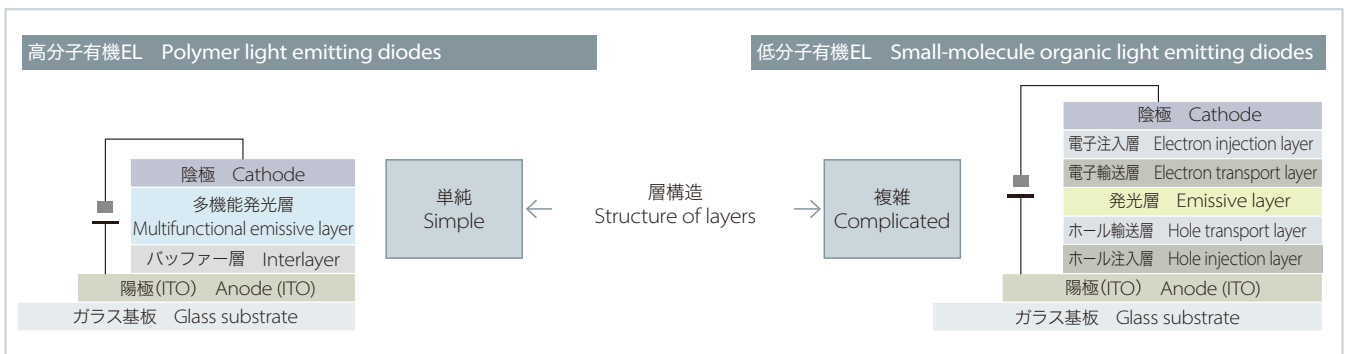 高分子有機EL Polymer light emitting diodes
陰極 Cathode
多機能発光層
Multifunctional emissive layer
バッファー層 Interlayer
陽極(ITO) Anode (ITO)
ガラス基板 Glass substrate
単純
Simple
層構造
Structure of layers
複雑
Complicated
低分子有機EL Small-molecule organic light emitting diodes
陰極 Cathode
電子注入層 Electron injection layer
電子輸送層 Electron transport layer
発光層 Emissive layer
ホール輸送層 Hole transport layer
ホール注入層 Hole injection layer
陽極(ITO) Anode (ITO)
ガラス基板 Glass substrate